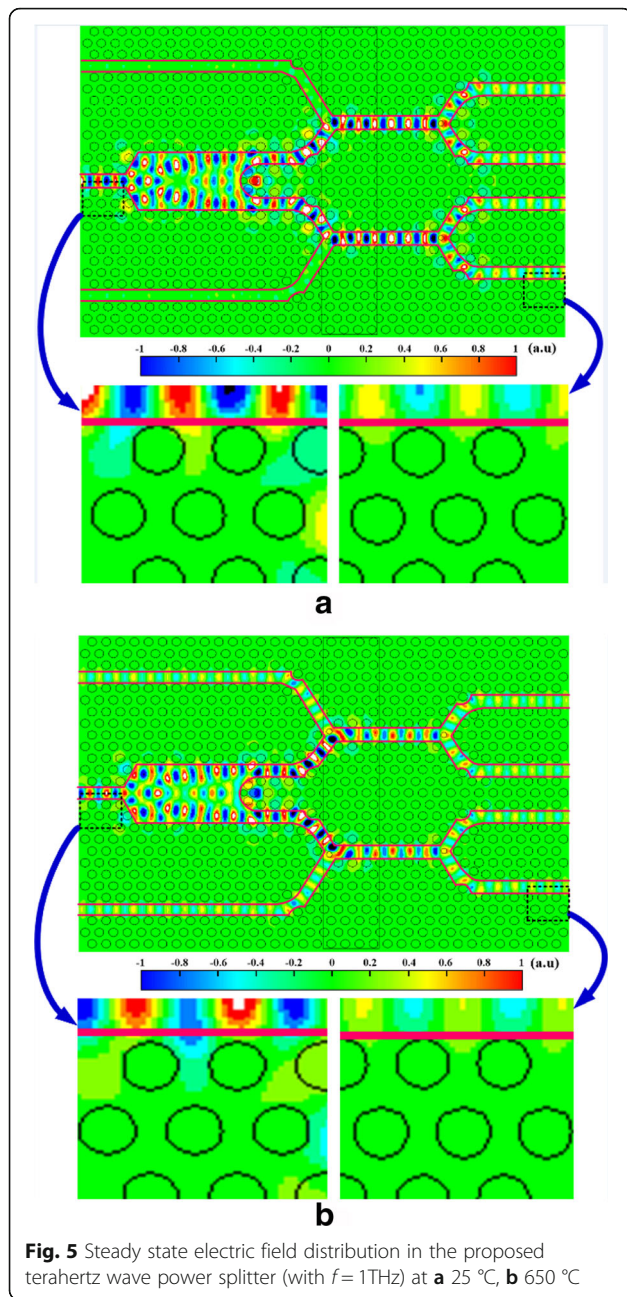 -1 -0.8 -0.6 -0.4 -0.2 0 0.2 0.4 0.6 0.8 1 (a.u)
a
-1 -0.8 -0.6 -0.4 -0.2 0 0.2 0.4 0.6 0.8 1 (a.u)
b
Fig. 5 Steady state electric field distribution in the proposed
terahertz wave power splitter (with f = 1THz) at a 25 °C, b 650 °C